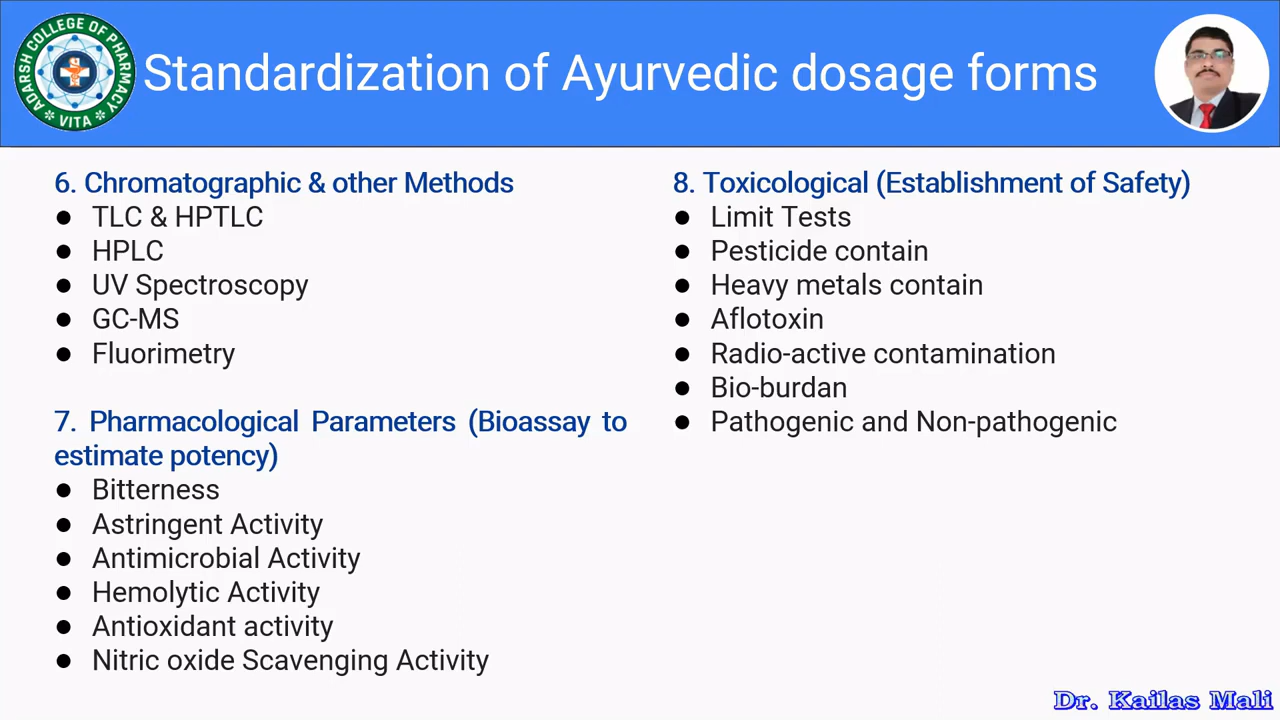 ADARSH COLLEGE OF PHARMACY
VITA
Standardization of Ayurvedic dosage forms
6. Chromatographic & other Methods
● TLC & HPTLC
● HPLC
● UV Spectroscopy
● GC-MS
● Fluorimetry
7. Pharmacological Parameters (Bioassay to
estimate potency)
● Bitterness
● Astringent Activity
● Antimicrobial Activity
● Hemolytic Activity
● Antioxidant activity
● Nitric oxide Scavenging Activity
8. Toxicological (Establishment of Safety)
● Limit Tests
● Pesticide contain
● Heavy metals contain
● Aflotoxin
● Radio-active contamination
● Bio-burdan
● Pathogenic and Non-pathogenic
Dr. Kailas Mali